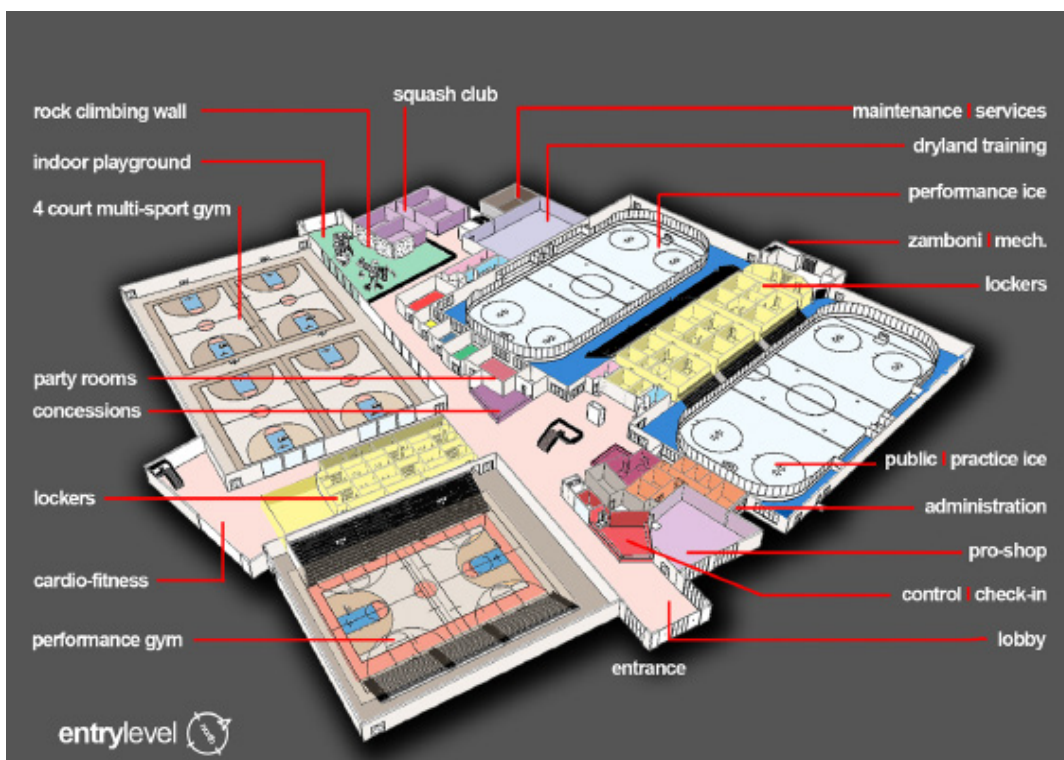 squash club
rock climbing wall
indoor playground
4 court multi-sport gym
party rooms
concessions
lockers
cardio-fitness
performance gym
maintenance | services
dryland training
performance ice
zamboni | mech.
lockers
public | practice ice
administration
pro-shop
control | check-in
lobby
entrance
entrylevel